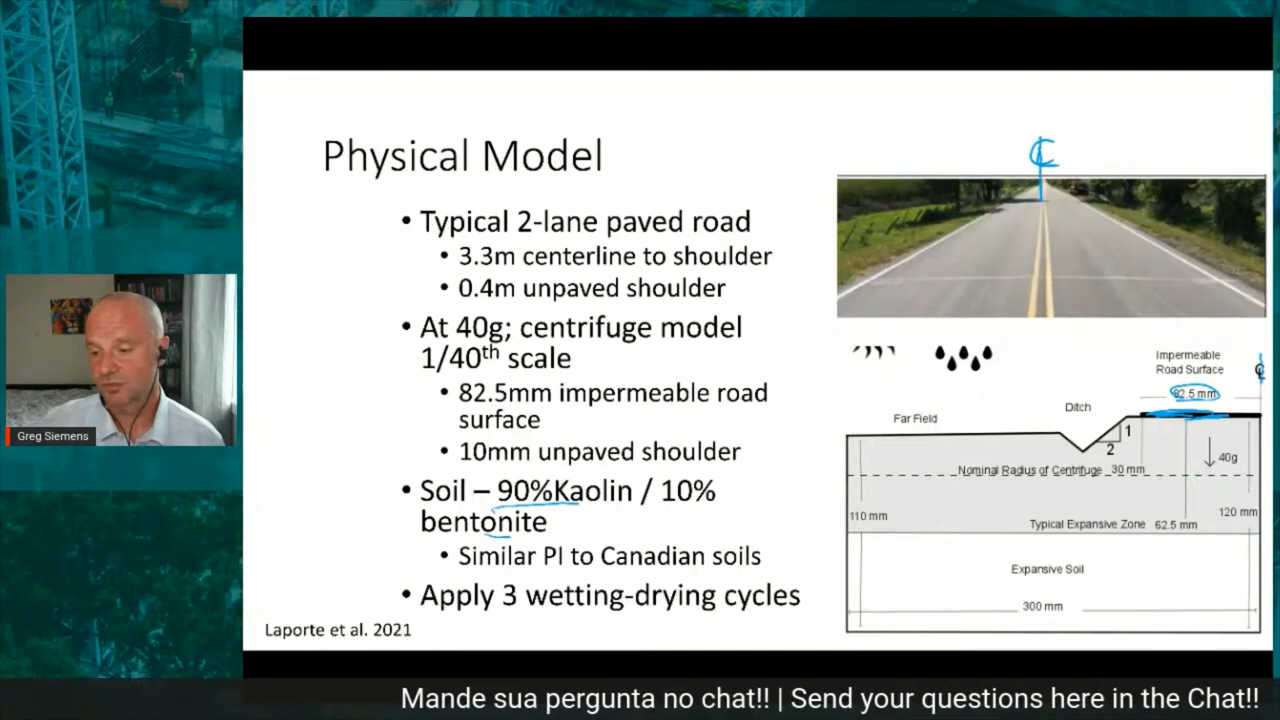 Physical Model
• Typical 2-lane paved road
• 3.3m centerline to shoulder
• 0.4m unpaved shoulder
• At 40g; centrifuge model
1/40th scale
• 82.5mm impermeable road
surface
• 10mm unpaved shoulder
• Soil – 90%Kaolin / 10%
bentonite
• Similar PI to Canadian soils
• Apply 3 wetting-drying cycles
Laporte et al. 2021
℄
Impermeable
Road Surface
℄
82.5 mm
Ditch
Far Field
1
2
40g
Nominal Radius of Centrifuge
30 mm
110 mm
120 mm
Typical Expansive Zone
62.5 mm
Expansive Soil
300 mm
Greg Siemens
Mande sua pergunta no chat!! | Send your questions here in the Chat!!